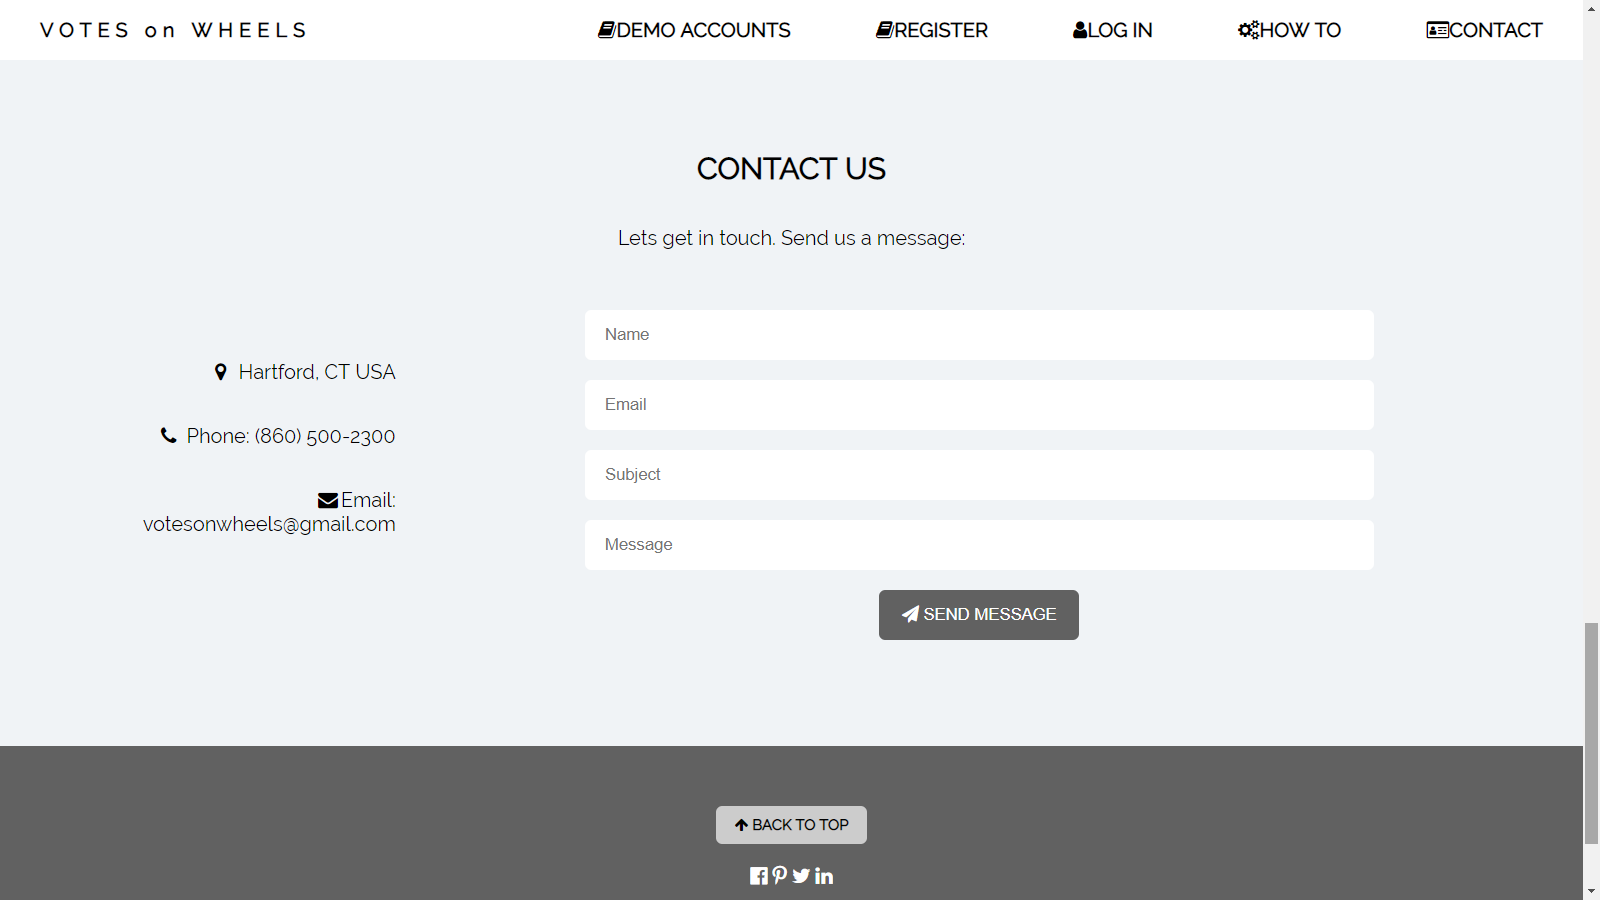 VOTES on WHEELS
DEMO ACCOUNTS
REGISTER
LOG IN
HOW TO
CONTACT
CONTACT US
Lets get in touch. Send us a message:
Hartford, CT USA
Phone: (860) 500-2300
Email:
votesonwheels@gmail.com
Name
Email
Subject
Message
SEND MESSAGE
BACK TO TOP